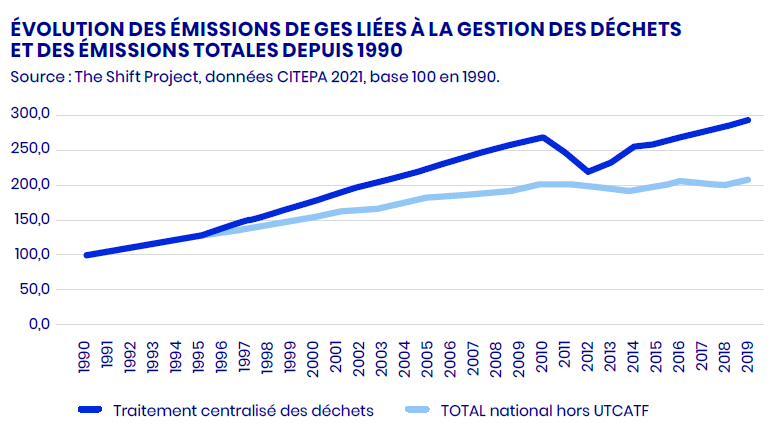 ÉVOLUTION DES ÉMISSIONS DE GES LIÉES À LA GESTION DES DÉCHETS
ET DES ÉMISSIONS TOTALES DEPUIS 1990
Source : The Shift Project, données CITEPA 2021, base 100 en 1990.
300,0
250,0
200,0
150,0
100,0
50,0
0,0
1990 1991 1992 1993 1994 1995 1996 1997 1998 1999 2000 2001 2002 2003 2004 2005 2006 2007 2008 2009 2010 2011 2012 2013 2014 2015 2016 2017 2018 2019
Traitement centralisé des déchets TOTAL national hors UTCATF